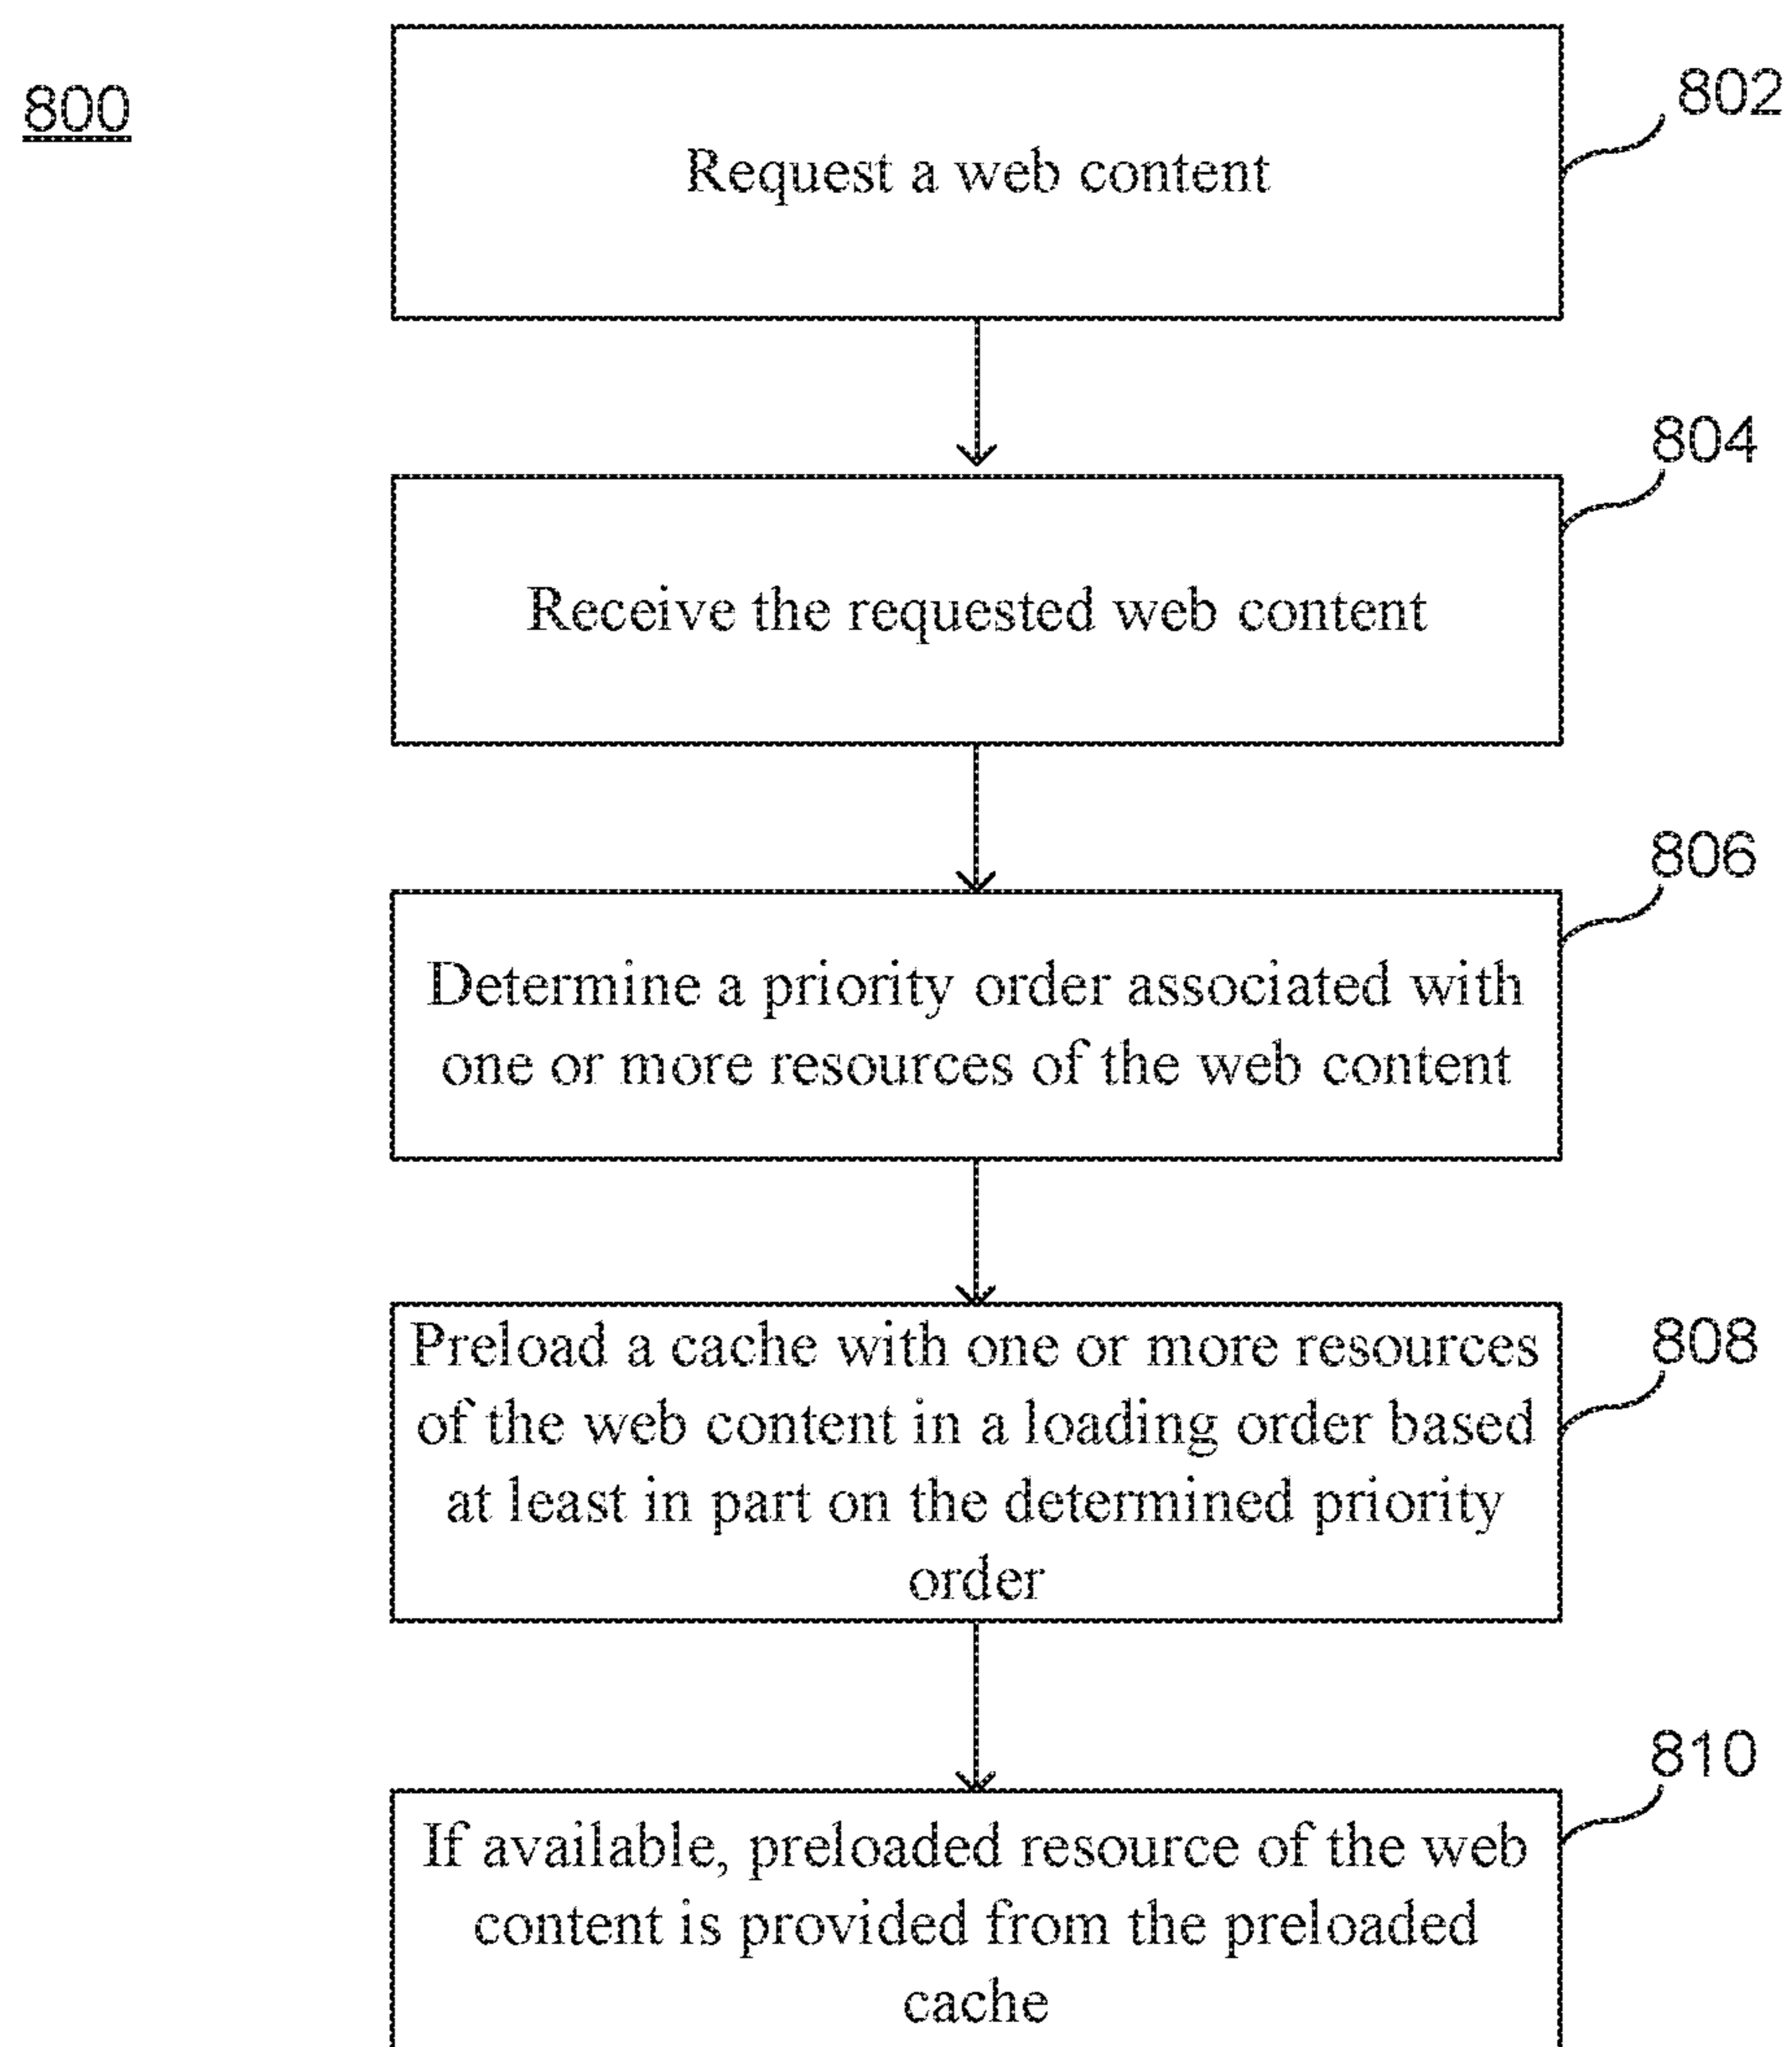 800
802
Request a web content
804
Receive the requested web content
806
Determine a priority order associated with
one or more resources of the web content
808
Preload a cache with one or more resources
of the web content in a loading order based
at least in part on the determined priority
order
810
If available, preloaded resource of the web
content is provided from the preloaded
cache